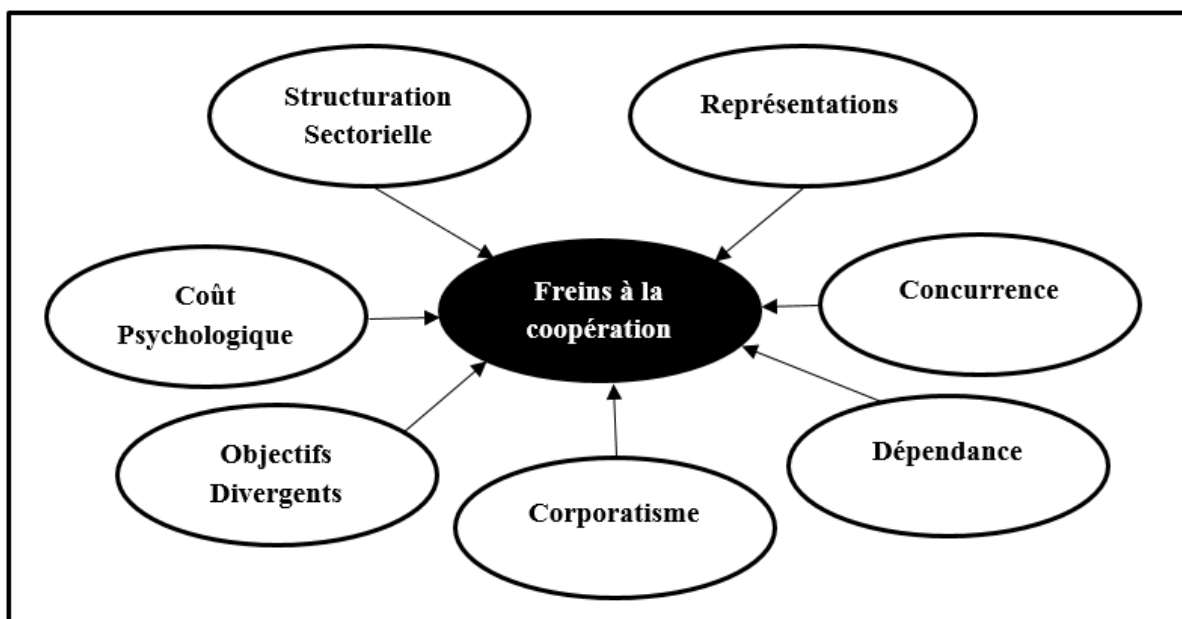 Structuration
Sectorielle
Représentations
Coût
Psychologique
Freins à la
coopération
Concurrence
Objectifs
Divergents
Corporatisme
Dépendance